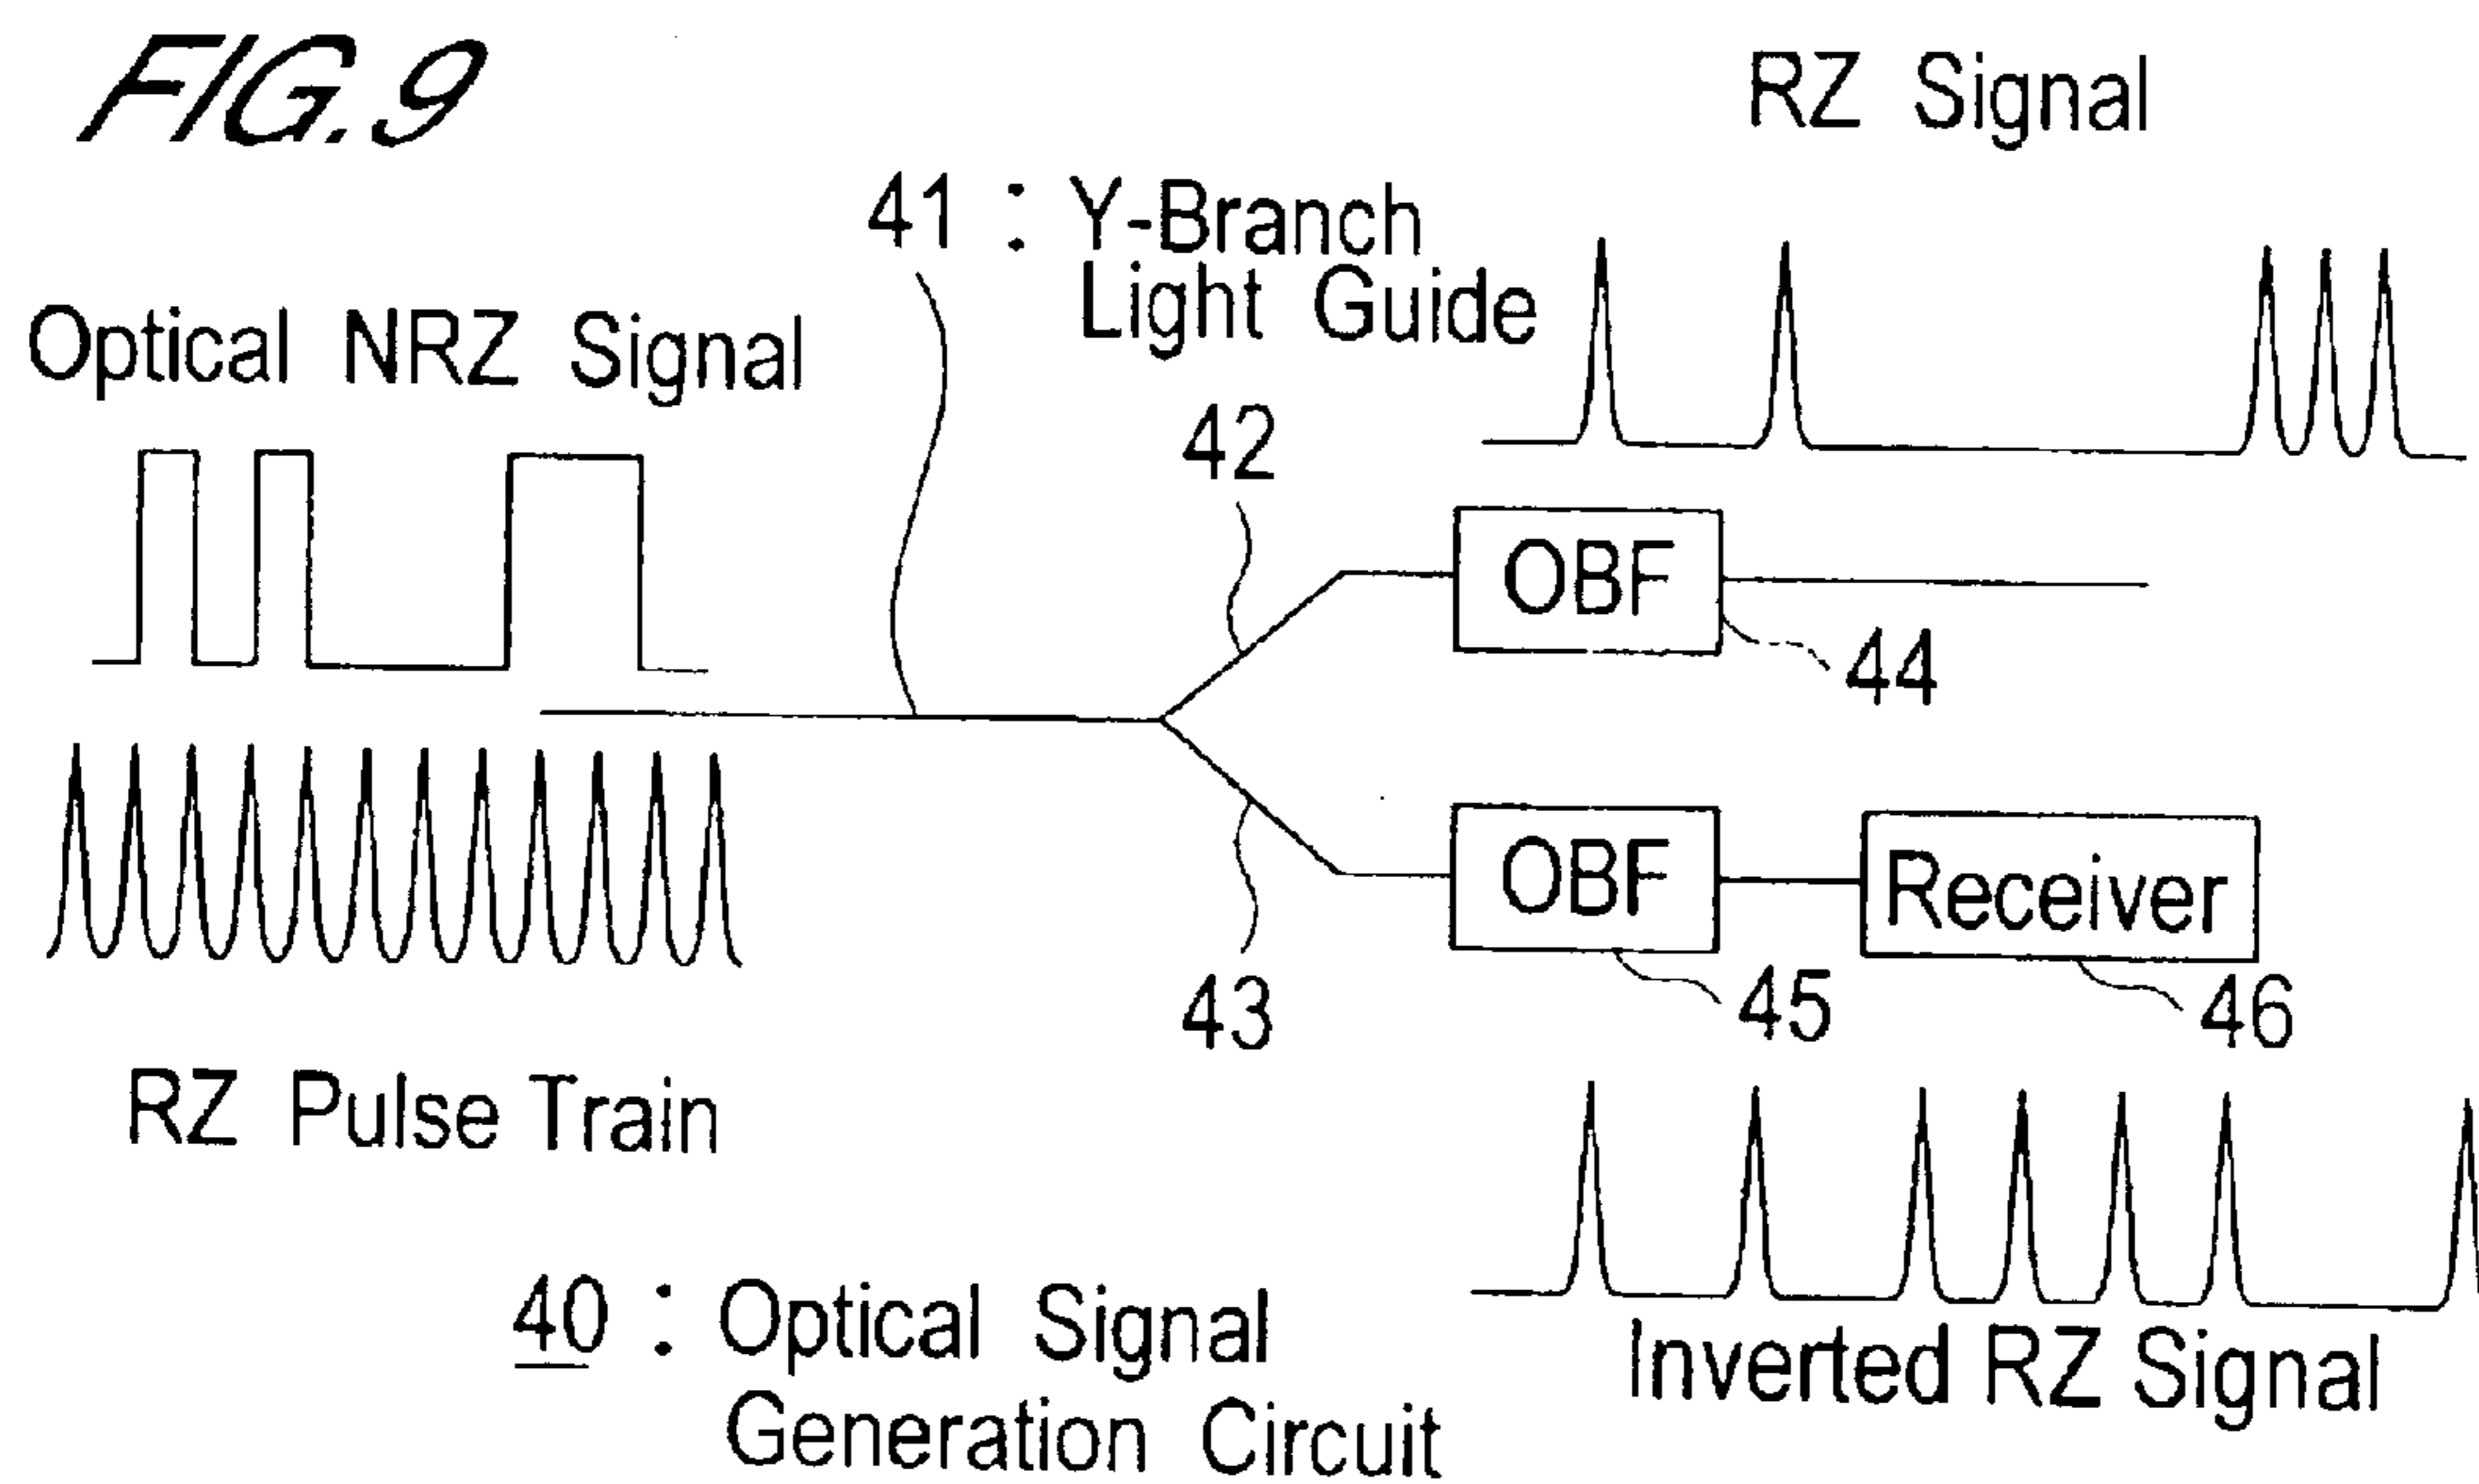 FIG.9
RZ Signal
41 : Y-Branch
Light Guide
Optical NRZ Signal
42
OBF
44
OBF
Receiver
43
45
46
RZ Pulse Train
40 : Optical Signal
Generation Circuit
Inverted RZ Signal